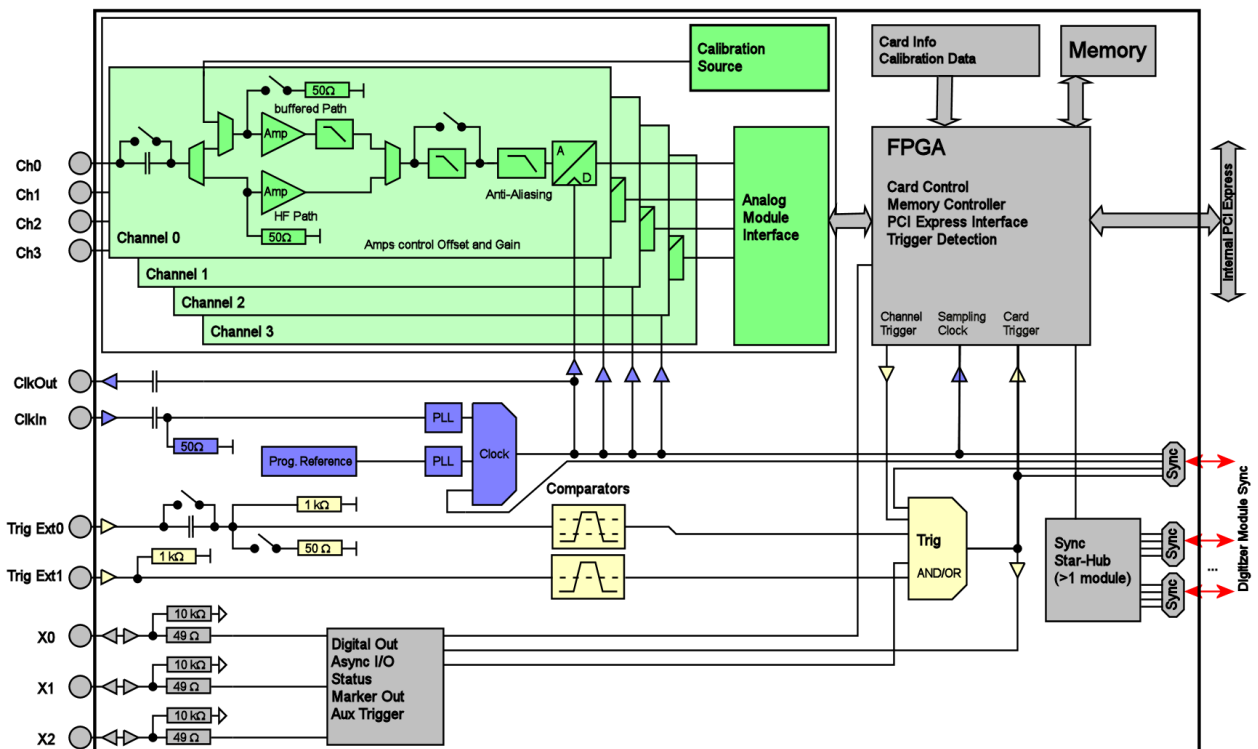 Calibration
Source
Card Info
Calibration Data
Memory
50Ω
buffered Path
Amp
Amp
HF Path
50Ω
Anti-Aliasing
A
D
Channel 0
Amps control Offset and Gain
Channel 1
Channel 2
Channel 3
Analog
Module
Interface
FPGA
Card Control
Memory Controller
PCI Express Interface
Trigger Detection
Channel
Trigger
Sampling
Clock
Card
Trigger
Internal PCI Express
Ch0
Ch1
Ch2
Ch3
ClkOut
ClkIn
50Ω
Prog. Reference
PLL
PLL
Clock
Sync
Comparators
Trig Ext0
1 kΩ
50 Ω
Trig Ext1
1 kΩ
Trig
AND/OR
Sync
Star-Hub
(>1 module)
Sync
...
Sync
Digitizer Module Sync
X0
10 kΩ
49 Ω
X1
10 kΩ
49 Ω
X2
10 kΩ
49 Ω
Digital Out
Async I/O
Status
Marker Out
Aux Trigger